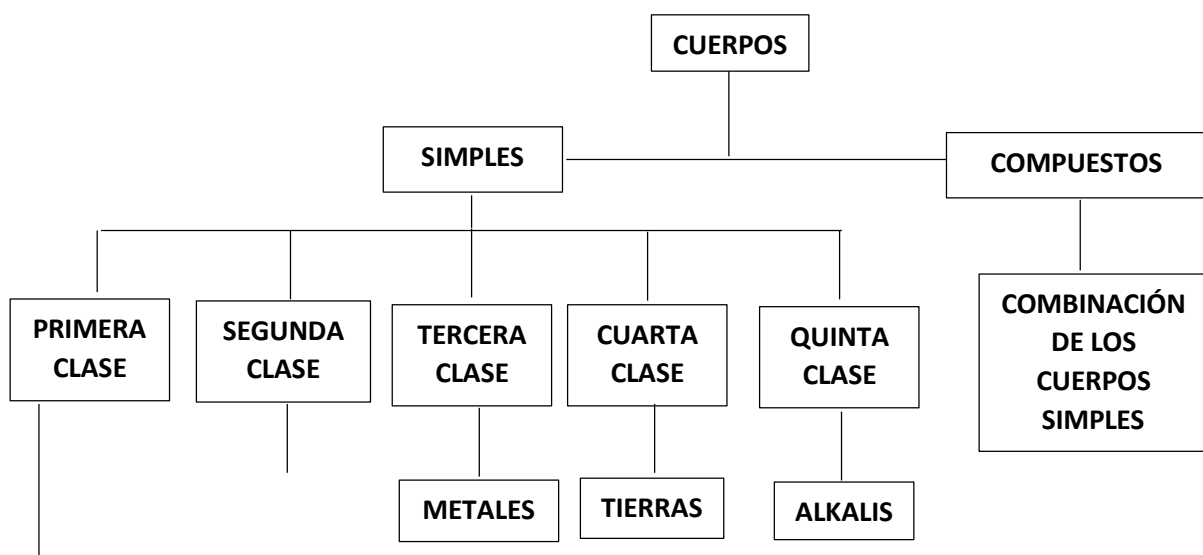 CUERPOS
SIMPLES
COMPUESTOS
PRIMERA
CLASE
SEGUNDA
CLASE
TERCERA
CLASE
CUARTA
CLASE
QUINTA
CLASE
COMBINACIÓN
DE LOS
CUERPOS
SIMPLES
METALES
TIERRAS
ALKALIS